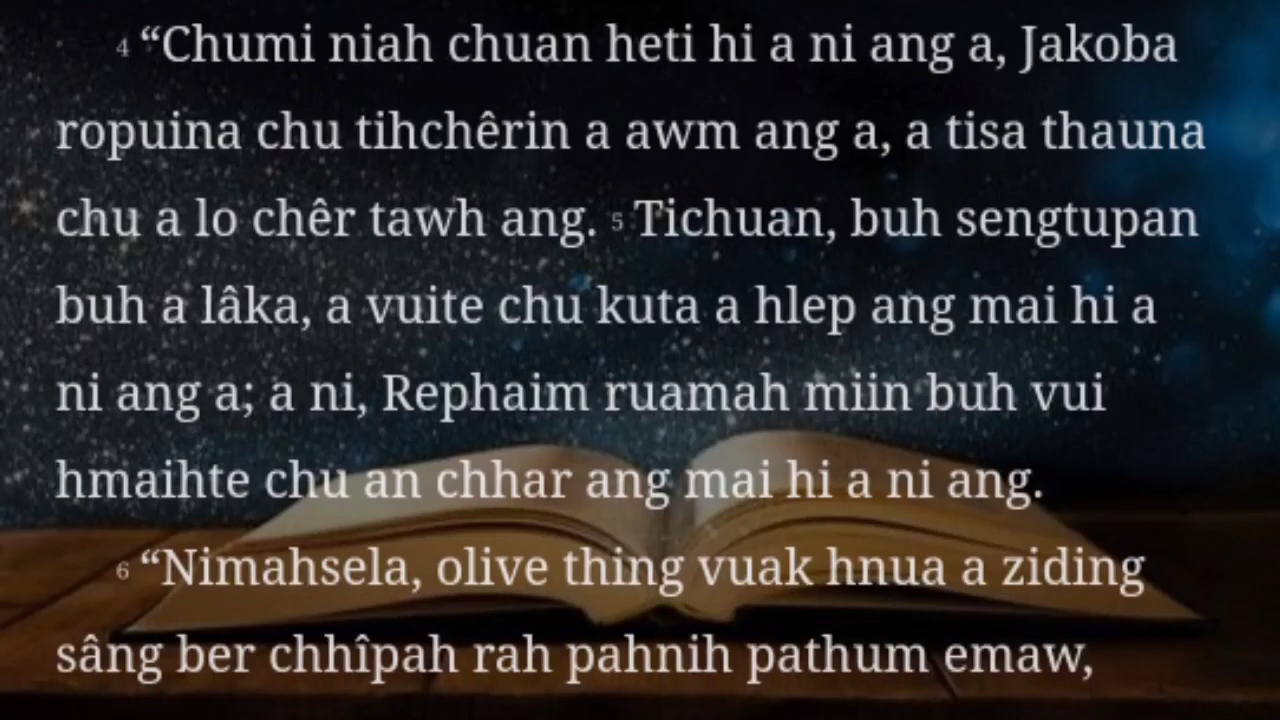 4 “Chumi niah chuan heti hi a ni ang a, Jakoba
ropuina chu tihchêrin a awm ang a, a tisa thauna
chu a lo chêr tawh ang. 5 Tichuan, buh sengtupan
buh a lâka, a vuite chu kuta a hlep ang mai hi a
ni ang a; a ni, Rephaim ruamah miin buh vui
hmaihte chu an chhar ang mai hi a ni ang.
6 “Nimahsela, olive thing vuak hnua a ziding
sâng ber chhîpah rah pahnih pathum emaw,